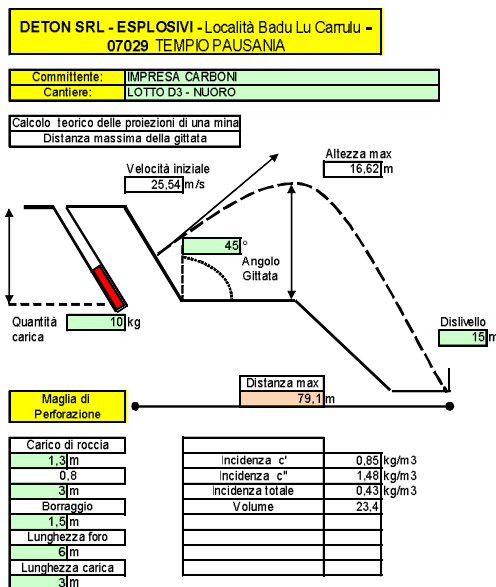 DETON SRL - ESPLOSIVI - Località Badu Lu Carrulu -
07029 TEMPIO PAUSANIA
Committente: IMPRESA CARBONI
Cantiere: LOTTO D3 - NUORO
Calcolo teorico delle proiezioni di una mina
Distanza massima della gittata
Velocità iniziale
25,54 m/s
Altezza max
16,62 m
45 °
Angolo
Gittata
Quantità
carica
10 kg
Dislivello
15 m
Distanza max
79,1 m
Maglia di
Perforazione
Carico di roccia
1,3 m
0,8
3 m
Borraggio
1,5 m
Lunghezza foro
6 m
Lunghezza carica
3 m
Incidenza c' 0,85 kg/m3
Incidenza c" 1,48 kg/m3
Incidenza totale 0,43 kg/m3
Volume 23,4